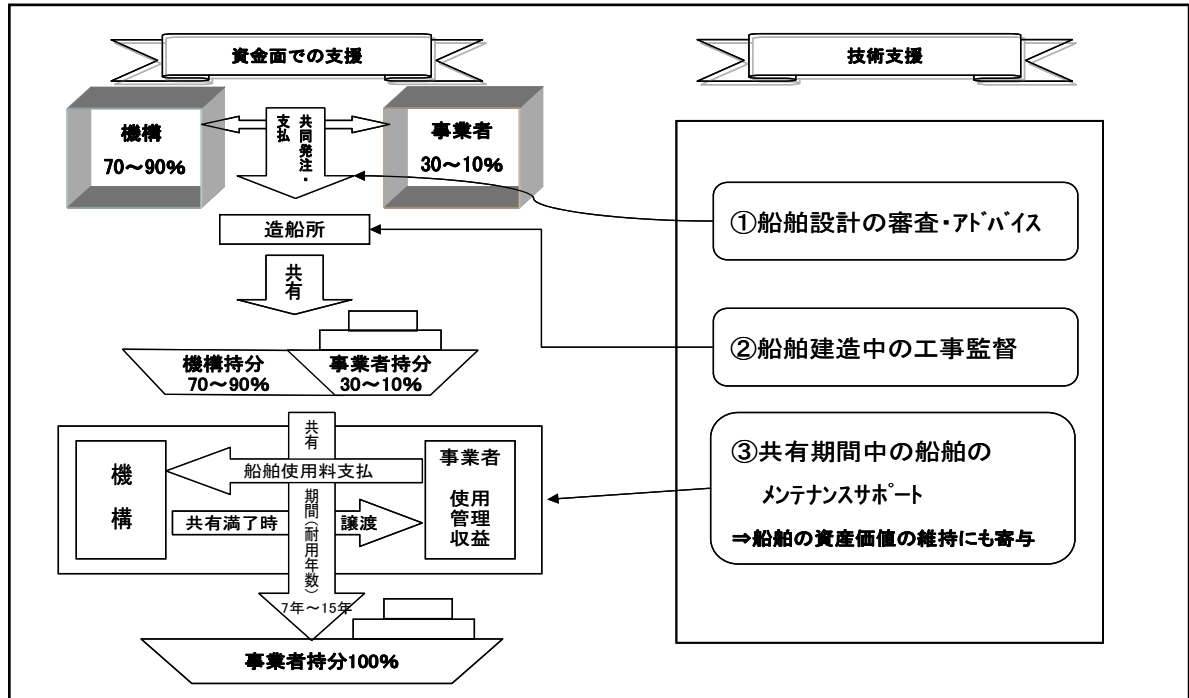 資金面での支援
技術支援
機構
70～90%
共同発注・
支払
事業者
30～10%
造船所
共有
機構持分
70～90%
事業者持分
30～10%
共有
期間(耐用年数)
7年～15年
機構
船舶使用料支払
共有満了時
譲渡
事業者
使用
管理
収益
事業者持分100%
①船舶設計の審査・ｱﾄﾞﾊﾞｲｽ
②船舶建造中の工事監督
③共有期間中の船舶の
ﾒﾝﾃﾅﾝｽｻﾎﾟｰﾄ
⇒船舶の資産価値の維持にも寄与